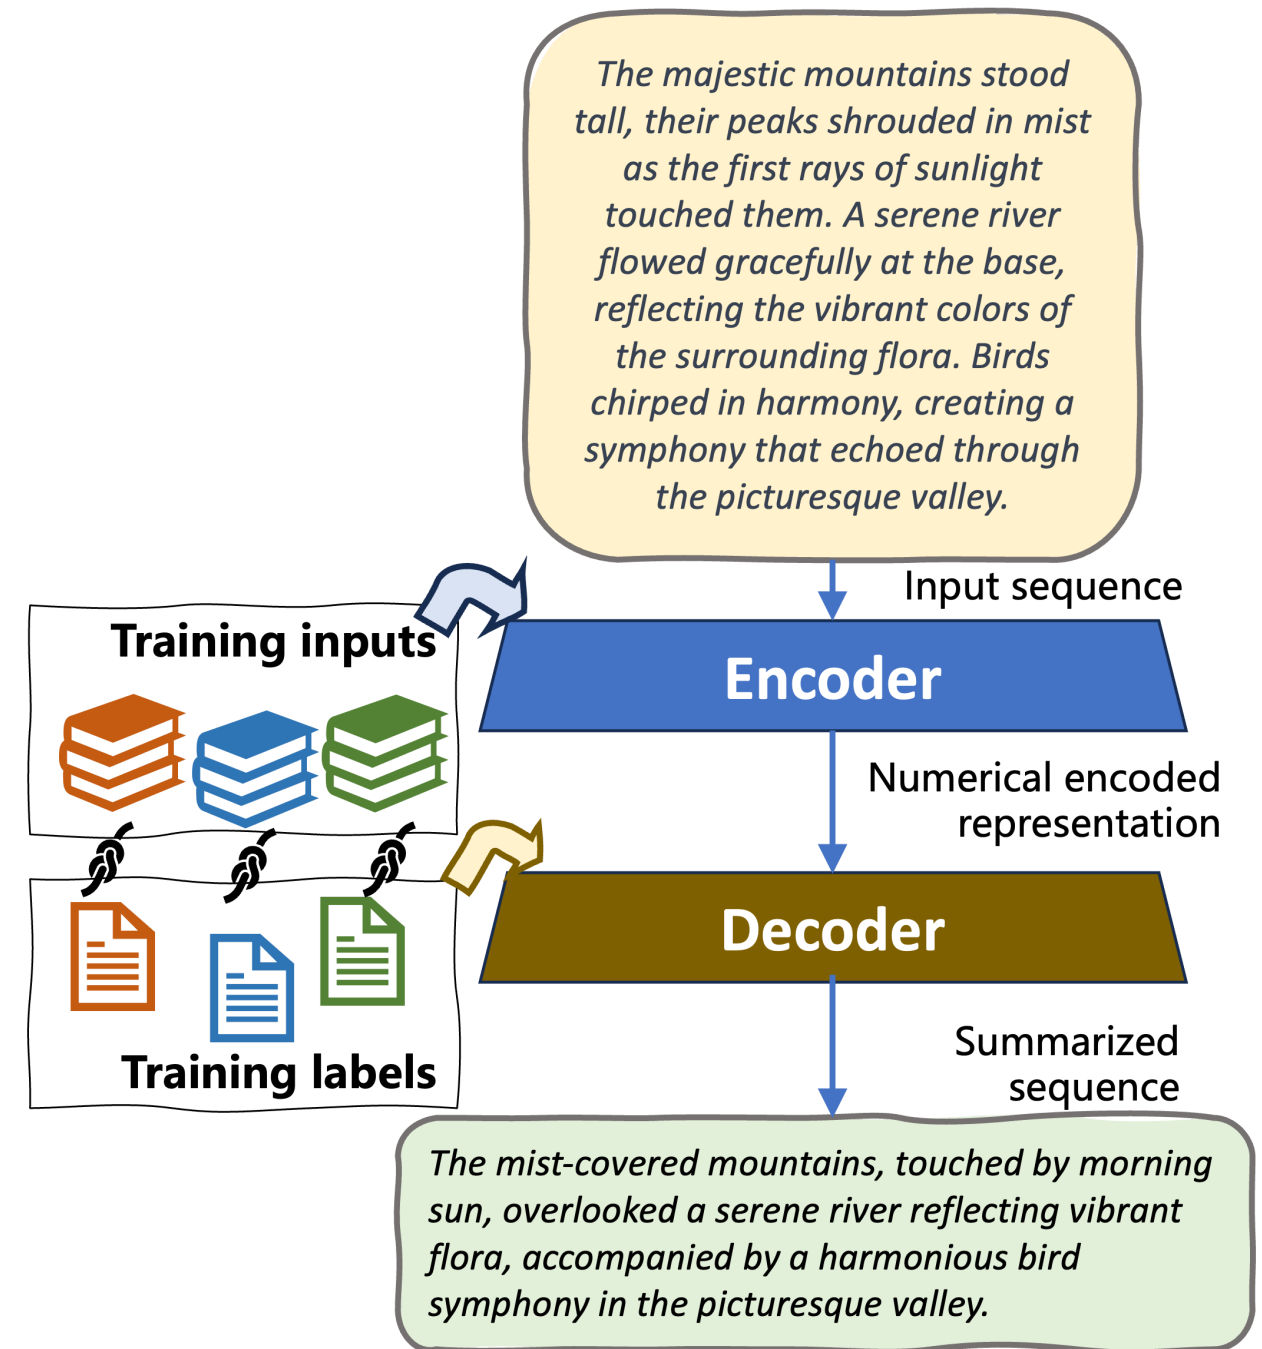 The majestic mountains stood
tall, their peaks shrouded in mist
as the first rays of sunlight
touched them. A serene river
flowed gracefully at the base,
reflecting the vibrant colors of
the surrounding flora. Birds
chirped in harmony, creating a
symphony that echoed through
the picturesque valley.
Input sequence
Training inputs
Encoder
Numerical encoded
representation
Decoder
Training labels
Summarized
sequence
The mist-covered mountains, touched by morning
sun, overlooked a serene river reflecting vibrant
flora, accompanied by a harmonious bird
symphony in the picturesque valley.